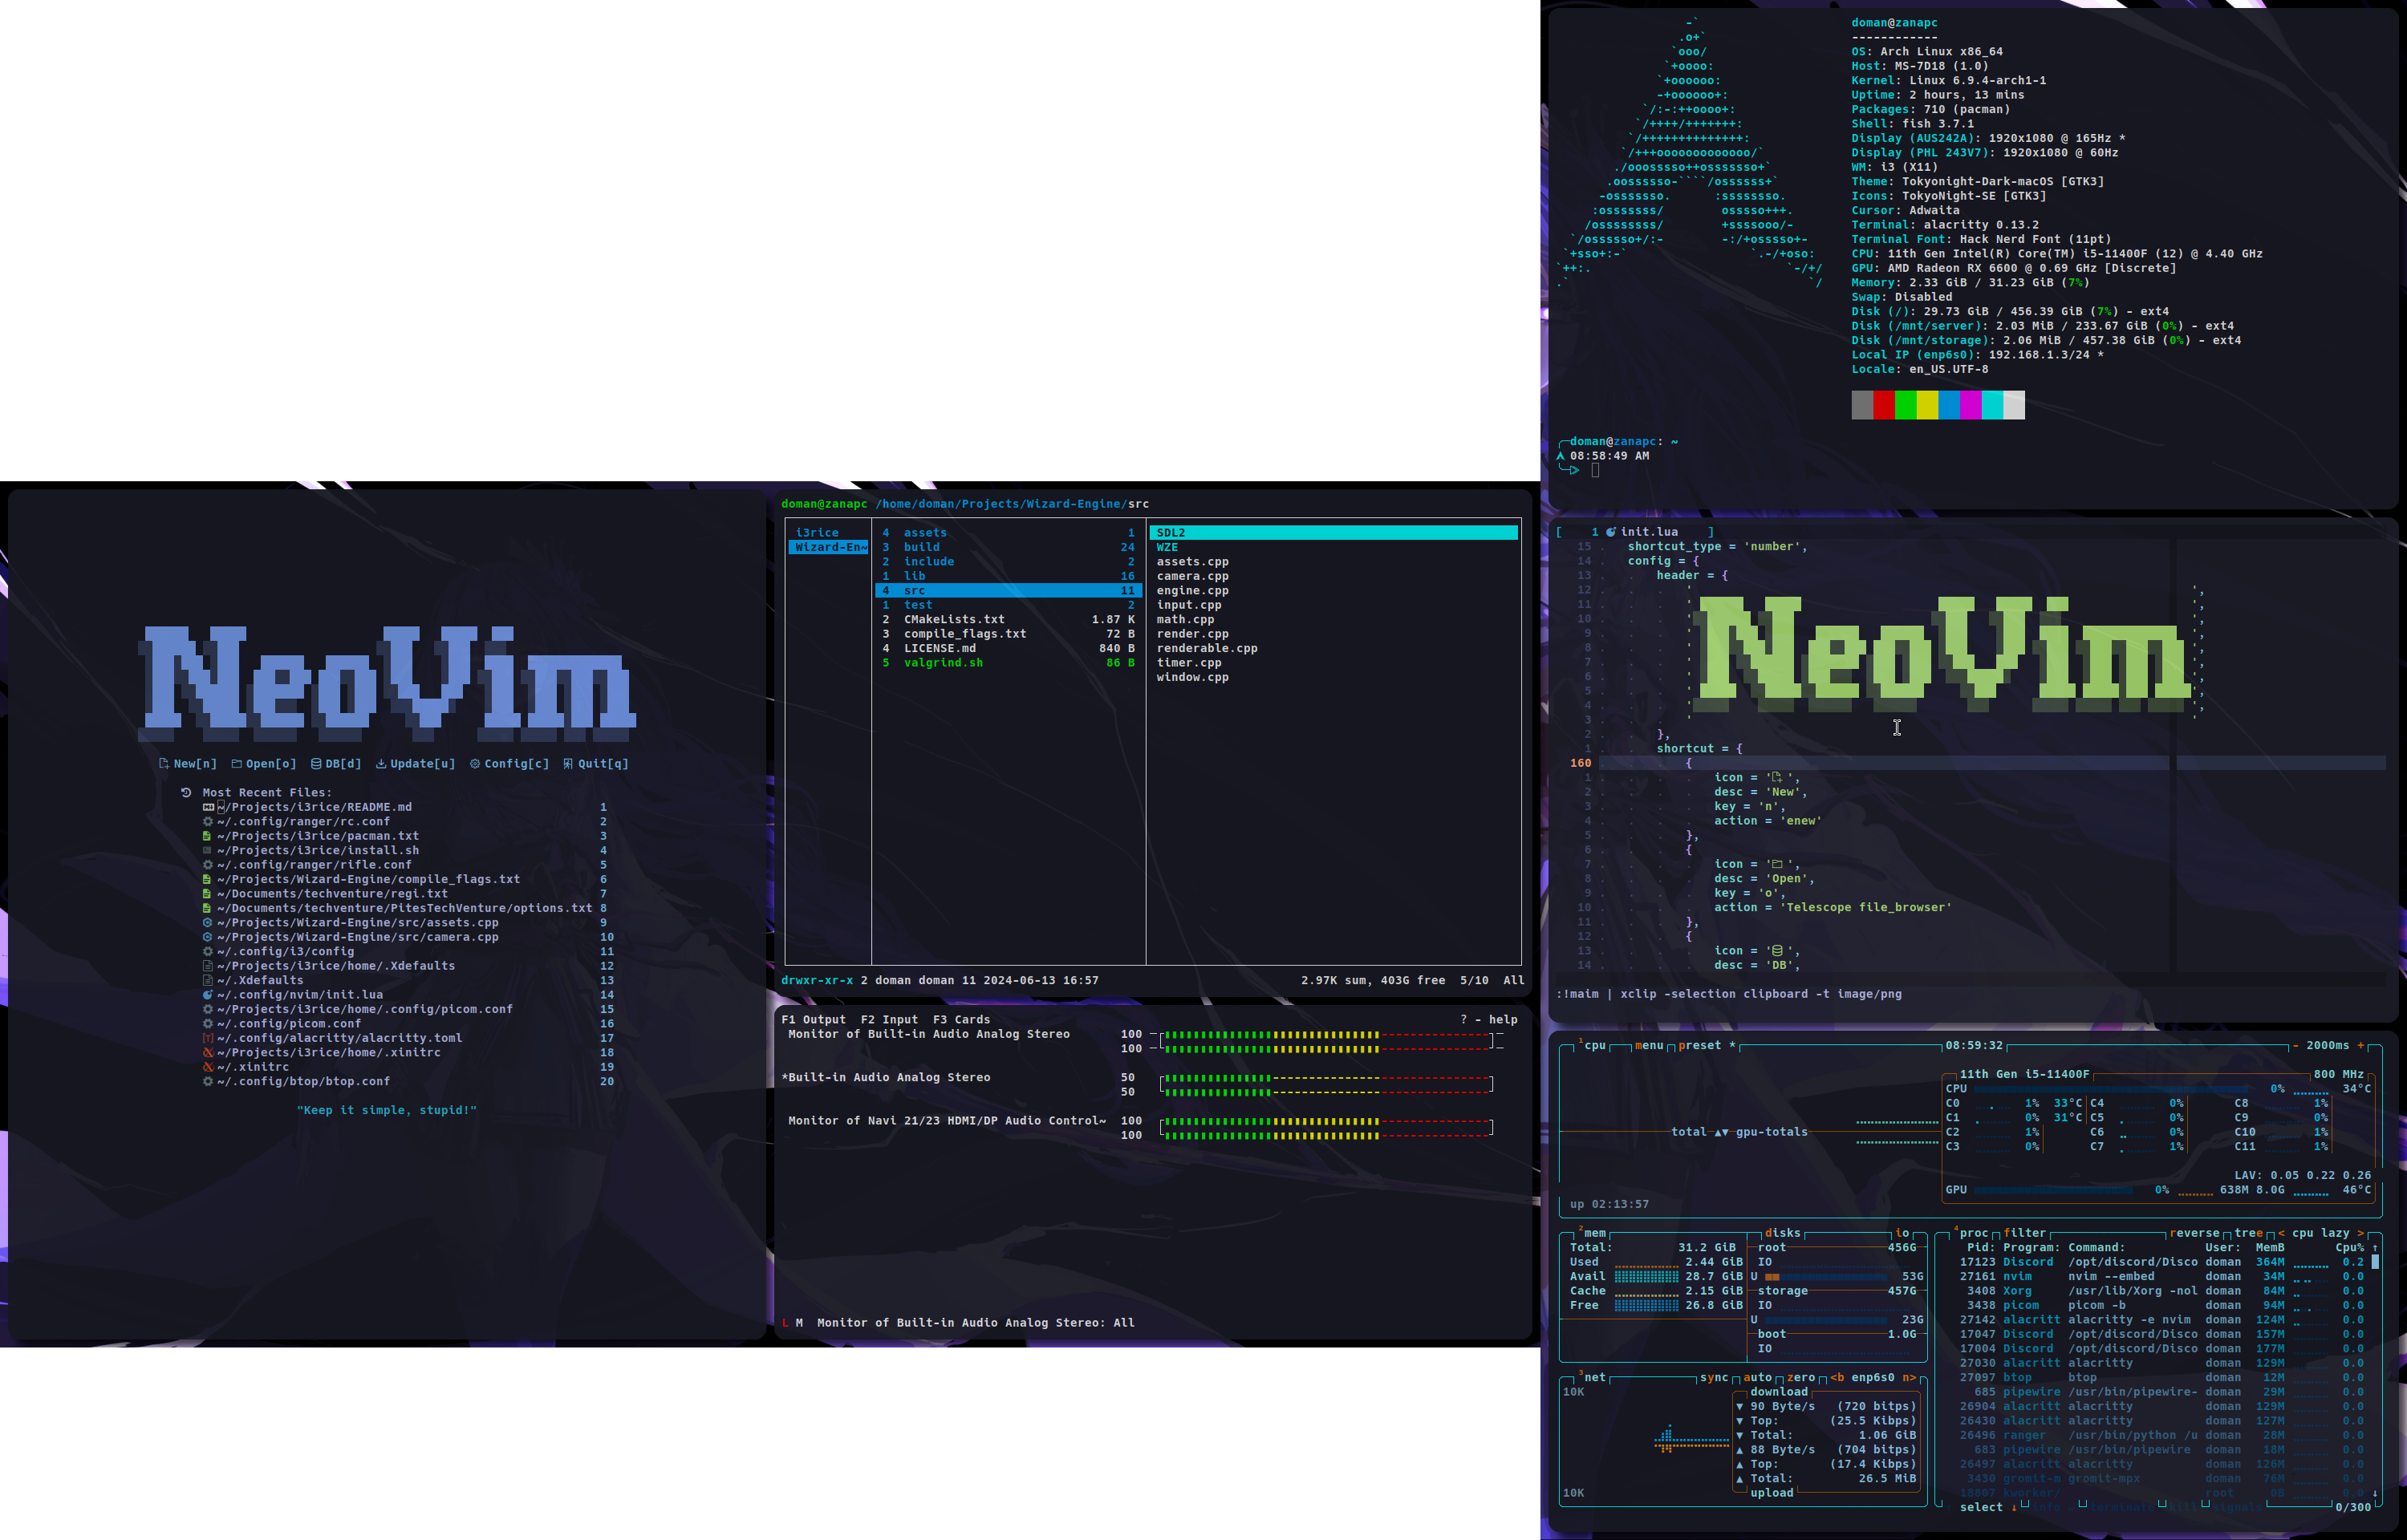 NeoVim
New[n] Open[o] DB[d] Update[u] Config[c] Quit[q]
Most Recent Files:
~/Projects/i3rice/README.md 1
~/.config/ranger/rc.conf 2
~/Projects/i3rice/pacman.txt 3
~/Projects/i3rice/install.sh 4
~/.config/ranger/rifle.conf 5
~/Projects/Wizard-Engine/compile_flags.txt 6
~/Documents/techventure/regi.txt 7
~/Documents/techventure/PitesTechVenture/options.txt 8
~/Projects/Wizard-Engine/src/assets.cpp 9
~/Projects/Wizard-Engine/src/camera.cpp 10
~/.config/i3/config 11
~/Projects/i3rice/home/.Xdefaults 12
~/.Xdefaults 13
~/.config/nvim/init.lua 14
~/Projects/i3rice/home/.config/picom.conf 15
~/.config/picom.conf 16
~/.config/alacritty/alacritty.toml 17
~/Projects/i3rice/home/.xinitrc 18
~/.xinitrc 19
~/.config/btop/btop.conf 20
"Keep it simple, stupid!"
doman@zanapc /home/doman/Projects/Wizard-Engine/src
i3rice
Wizard-En~
4 assets 1
3 build 24
2 include 2
1 lib 16
4 src 11
1 test 2
2 CMakeLists.txt 1.87 K
3 compile_flags.txt 72 B
4 LICENSE.md 840 B
5 valgrind.sh 86 B
SDL2
WZE
assets.cpp
camera.cpp
engine.cpp
input.cpp
math.cpp
render.cpp
renderable.cpp
timer.cpp
window.cpp
drwxr-xr-x 2 doman doman 11 2024-06-13 16:57 2.97K sum, 403G free 5/10 All
F1 Output F2 Input F3 Cards ? - help
Monitor of Built-in Audio Analog Stereo 100
100
*Built-in Audio Analog Stereo 50
50
Monitor of Navi 21/23 HDMI/DP Audio Control~ 100
100
L M Monitor of Built-in Audio Analog Stereo: All
doman@zanapc
------------
OS: Arch Linux x86_64
Host: MS-7D18 (1.0)
Kernel: Linux 6.9.4-arch1-1
Uptime: 2 hours, 13 mins
Packages: 710 (pacman)
Shell: fish 3.7.1
Display (AUS242A): 1920x1080 @ 165Hz *
Display (PHL 243V7): 1920x1080 @ 60Hz
WM: i3 (X11)
Theme: Tokyonight-Dark-macOS [GTK3]
Icons: TokyoNight-SE [GTK3]
Cursor: Adwaita
Terminal: alacritty 0.13.2
Terminal Font: Hack Nerd Font (11pt)
CPU: 11th Gen Intel(R) Core(TM) i5-11400F (12) @ 4.40 GHz
GPU: AMD Radeon RX 6600 @ 0.69 GHz [Discrete]
Memory: 2.33 GiB / 31.23 GiB (7%)
Swap: Disabled
Disk (/): 29.73 GiB / 456.39 GiB (7%) - ext4
Disk (/mnt/server): 2.03 MiB / 233.67 GiB (0%) - ext4
Disk (/mnt/storage): 2.06 MiB / 457.38 GiB (0%) - ext4
Local IP (enp6s0): 192.168.1.3/24 *
Locale: en_US.UTF-8
doman@zanapc: ~
08:58:49 AM
[ 1 init.lua ]
15 shortcut_type = 'number',
14 config = {
13 header = {
12 ' ',
11 ' ',
10 ' ',
9 ' ',
8 ' NeoVim ',
7 ' ',
6 ' ',
5 ' ',
4 ' ',
3 ' '
2 },
1 shortcut = {
160 {
1 icon = ' ',
2 desc = 'New',
3 key = 'n',
4 action = 'enew'
5 },
6 {
7 icon = ' ',
8 desc = 'Open',
9 key = 'o',
10 action = 'Telescope file_browser'
11 },
12 {
13 icon = ' ',
14 desc = 'DB',
:!maim | xclip -selection clipboard -t image/png
1cpu menu preset * 08:59:32 - 2000ms +
11th Gen i5-11400F 800 MHz
CPU 0% 34°C
C0 1% 33°C C4 0% C8 1%
C1 0% 31°C C5 0% C9 0%
C2 1% C6 0% C10 1%
C3 0% C7 1% C11 1%
total ▲▼ gpu-totals
LAV: 0.05 0.22 0.26
GPU 0% 638M 8.0G 46°C
up 02:13:57
2mem disks io
Total: 31.2 GiB
Used 2.44 GiB
Avail 28.7 GiB
Cache 2.15 GiB
Free 26.8 GiB
root 456G
IO
U 53G
storage 457G
IO
U 23G
boot 1.0G
IO
3net sync auto zero <b enp6s0 n>
10K
download
▼ 90 Byte/s (720 bitps)
▼ Top: (25.5 Kibps)
▼ Total: 1.06 GiB
▲ 88 Byte/s (704 bitps)
▲ Top: (17.4 Kibps)
▲ Total: 26.5 MiB
upload
10K
4proc filter reverse tree < cpu lazy >
Pid: Program: Command: User: MemB Cpu% ↑
17123 Discord /opt/discord/Disco doman 364M 0.2
27161 nvim nvim --embed doman 34M 0.0
3408 Xorg /usr/lib/Xorg -nol doman 84M 0.0
3438 picom picom -b doman 94M 0.0
27142 alacritt alacritty -e nvim doman 124M 0.0
17047 Discord /opt/discord/Disco doman 157M 0.0
17004 Discord /opt/discord/Disco doman 177M 0.0
27030 alacritt alacritty doman 129M 0.0
27097 btop btop doman 12M 0.0
685 pipewire /usr/bin/pipewire- doman 29M 0.0
26904 alacritt alacritty doman 129M 0.0
26430 alacritt alacritty doman 127M 0.0
26496 ranger /usr/bin/python /u doman 28M 0.0
683 pipewire /usr/bin/pipewire doman 18M 0.0
26497 alacritt alacritty doman 126M 0.0
3430 gromit-m gromit-mpx doman 76M 0.0
18807 kworker/ root 0B 0.0 ↓
select ↓ info terminate kill signals 0/300